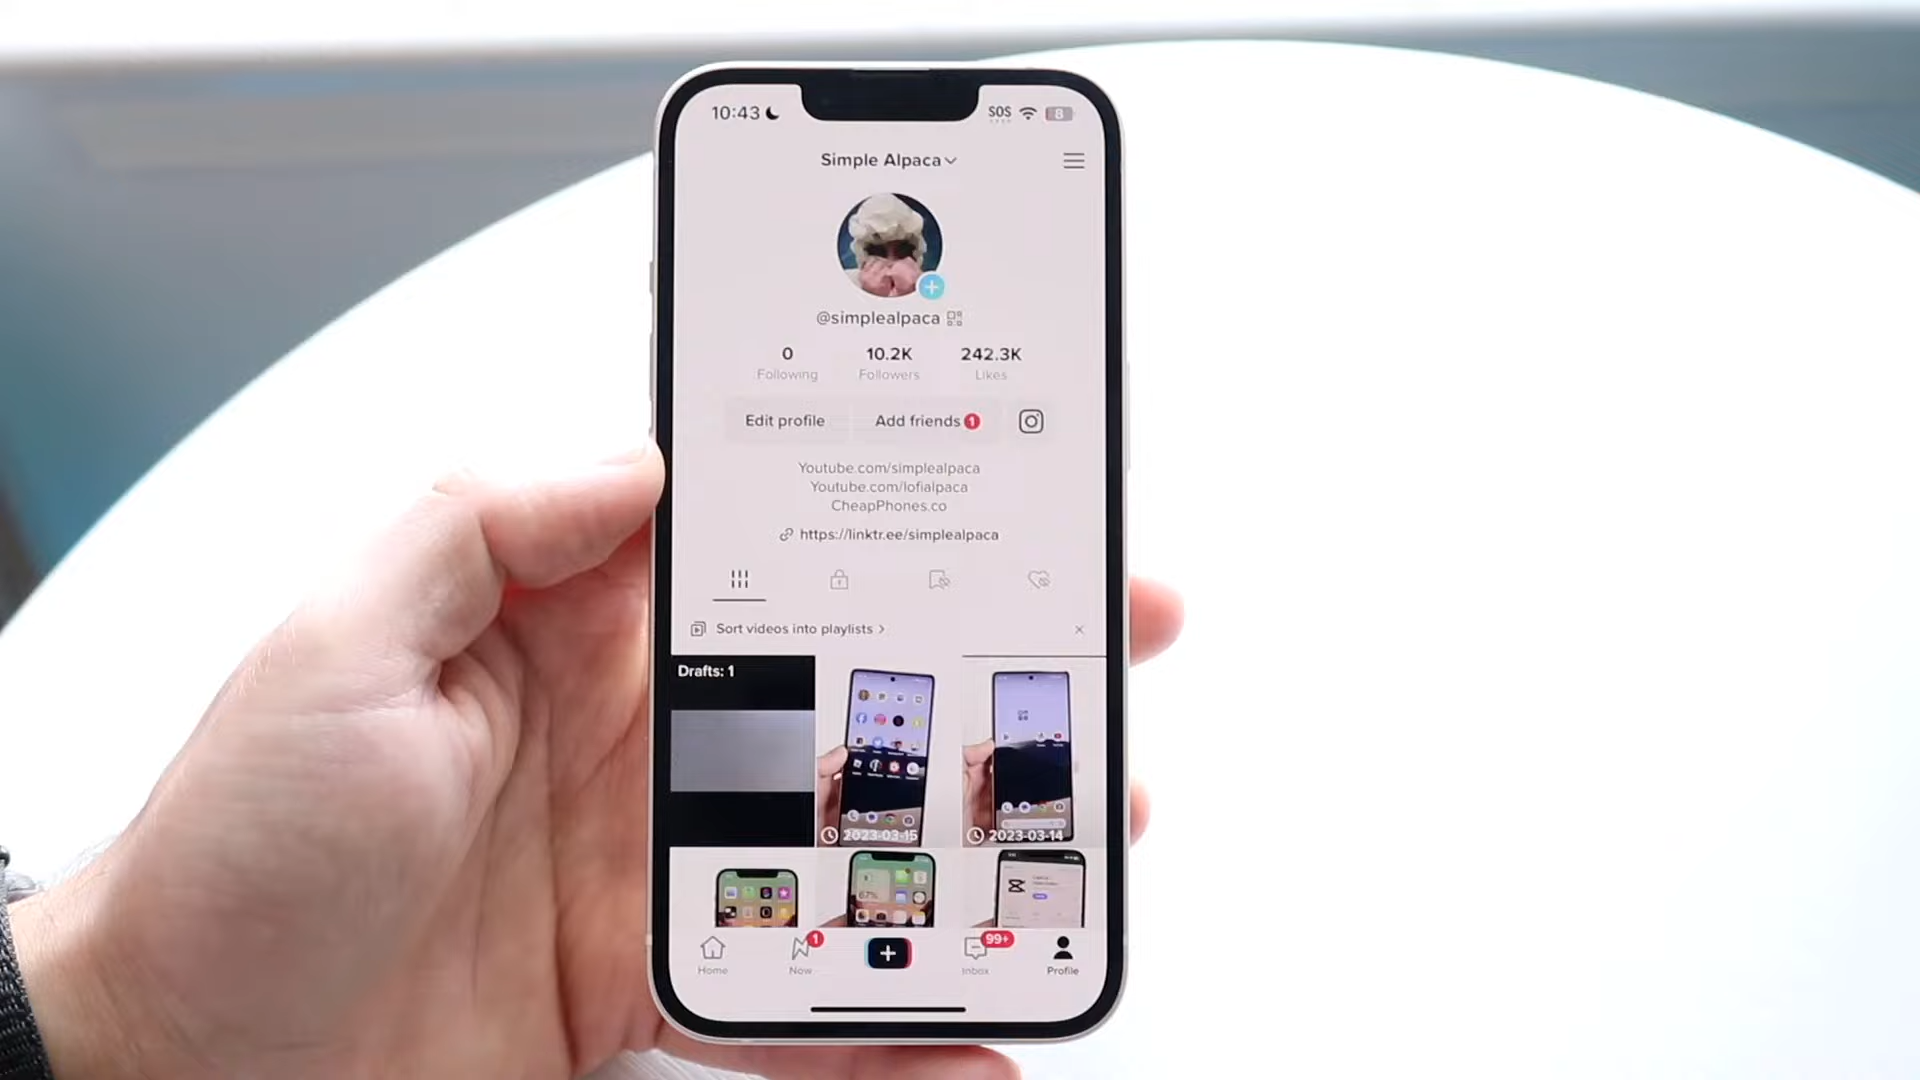 10:43
SOS
8
Simple Alpaca
@simplealpaca
0 10.2K 242.3K
Following Followers Likes
Edit profile Add friends 1
Youtube.com/simplealpaca
Youtube.com/lofialpaca
CheapPhones.co
https://linktr.ee/simplealpaca
Sort videos into playlists
Drafts: 1
2023-03-15 2023-03-14
67%
1 99+
Home Now Inbox Profile